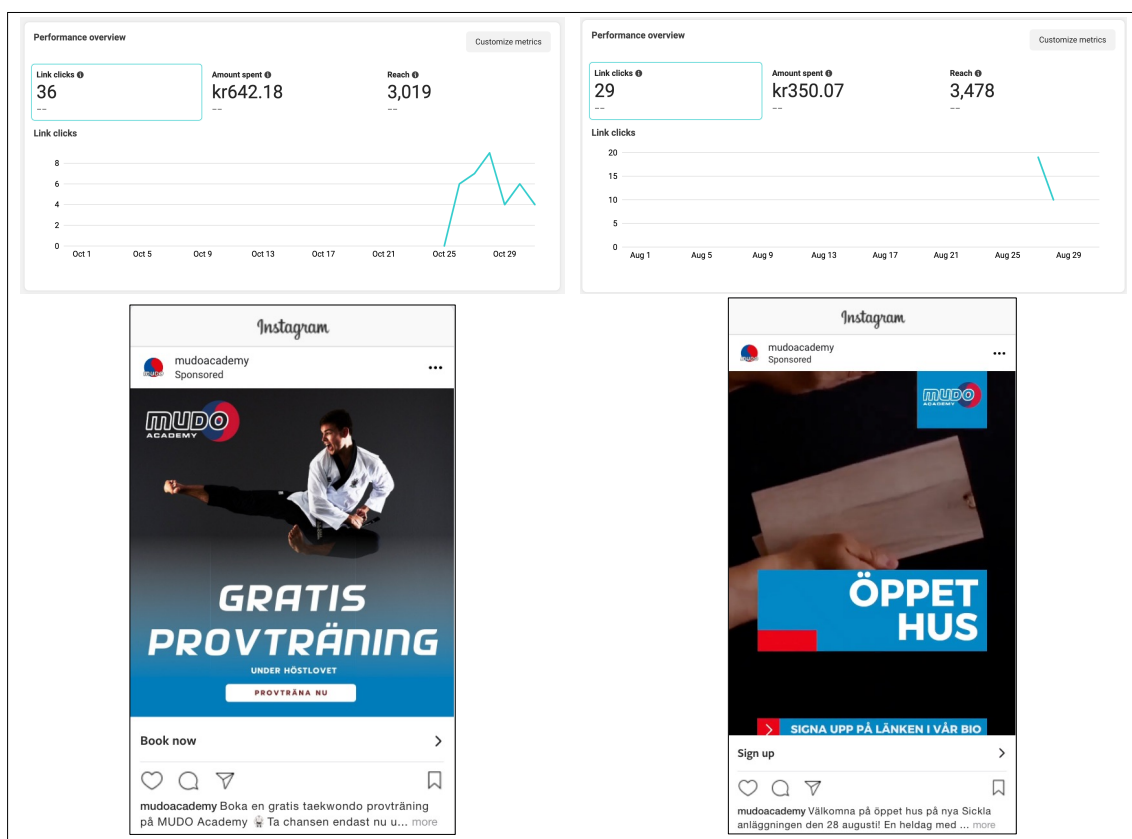 Performance overview
Customize metrics
Link clicks
36
--
Amount spent
kr642.18
--
Reach
3,019
--
Link clicks
8
6
4
2
0
Oct 1 Oct 5 Oct 9 Oct 13 Oct 17 Oct 21 Oct 25 Oct 29
Performance overview
Customize metrics
Link clicks
29
--
Amount spent
kr350.07
--
Reach
3,478
--
Link clicks
20
15
10
5
0
Aug 1 Aug 5 Aug 9 Aug 13 Aug 17 Aug 21 Aug 25 Aug 29
Instagram
MUDO
mudoacademy
Sponsored
MUDO
ACADEMY
GRATIS
PROVTRÄNING
UNDER HÖSTLOVET
PROVTRÄNA NU
Book now
mudoacademy Boka en gratis taekwondo provträning
på MUDO Academy Ta chansen endast nu u... more
Instagram
MUDO
mudoacademy
Sponsored
MUDO
ACADEMY
ÖPPET
HUS
SIGNA UPP PÅ LÄNKEN I VÅR BIO
Sign up
mudoacademy Välkomna på öppet hus på nya Sickla
anläggningen den 28 augusti! En heldag med ... more